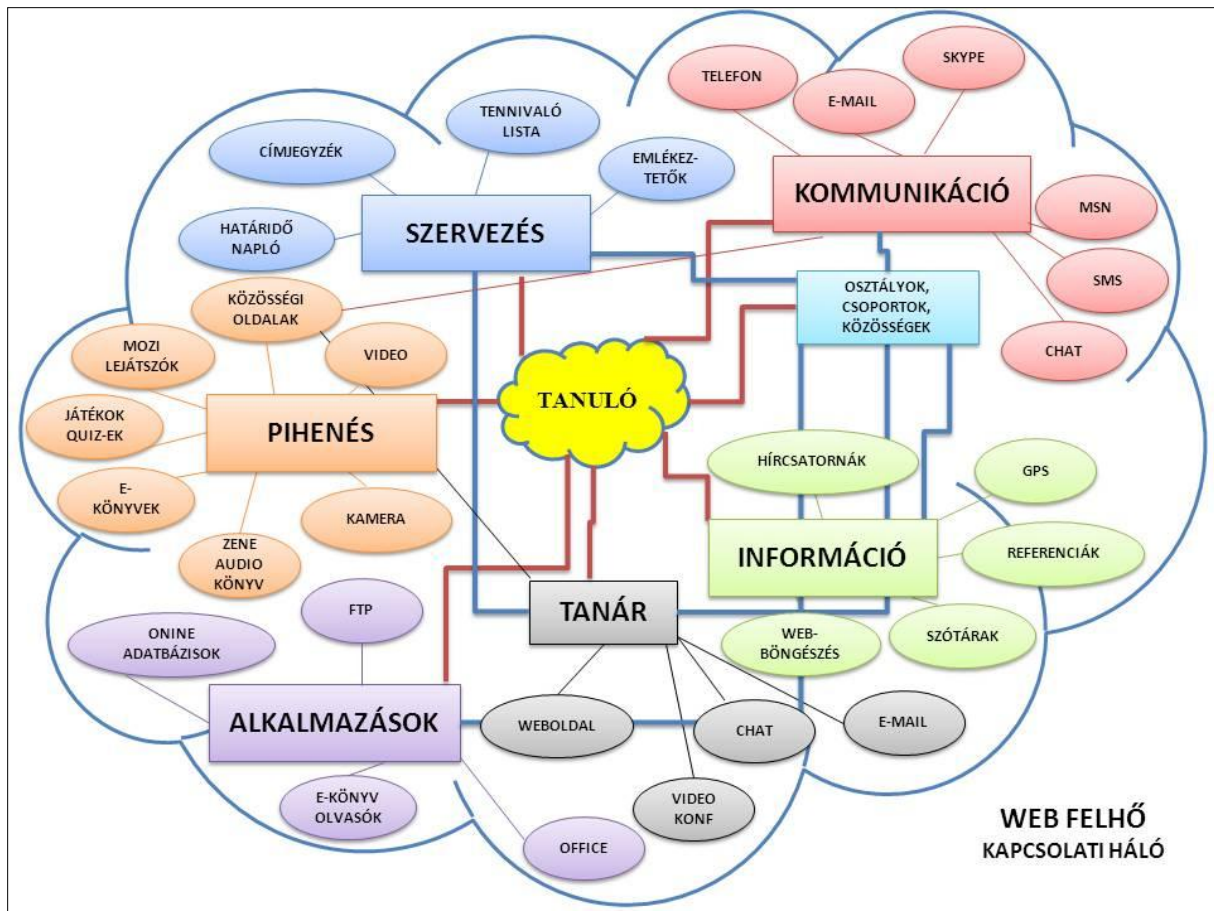 SKYPE
TELEFON
E-MAIL
TENNIVALÓ
LISTA
CÍMJEGYZÉK
EMLÉKEZ-
TETŐK
KOMMUNIKÁCIÓ
MSN
HATÁRIDŐ
NAPLÓ
SZERVEZÉS
SMS
OSZTÁLYOK,
CSOPORTOK,
KÖZÖSSÉGEK
KÖZÖSSÉGI
OLDALAK
MOZI
LEJÁTSZÓK
VIDEO
CHAT
TANULÓ
JÁTÉKOK
QUIZ-EK
PIHENÉS
HÍRCSATORNÁK
GPS
E-
KÖNYVEK
KAMERA
ZENE
AUDIO
KÖNYV
INFORMÁCIÓ
REFERENCIÁK
FTP
TANÁR
ONINE
ADATBÁZISOK
WEB-
BÖNGÉSZÉS
SZÓTÁRAK
ALKALMAZÁSOK
WEBOLDAL
CHAT
E-MAIL
E-KÖNYV
OLVASÓK
VIDEO
KONF
OFFICE
WEB FELHŐ
KAPCSOLATI HÁLÓ